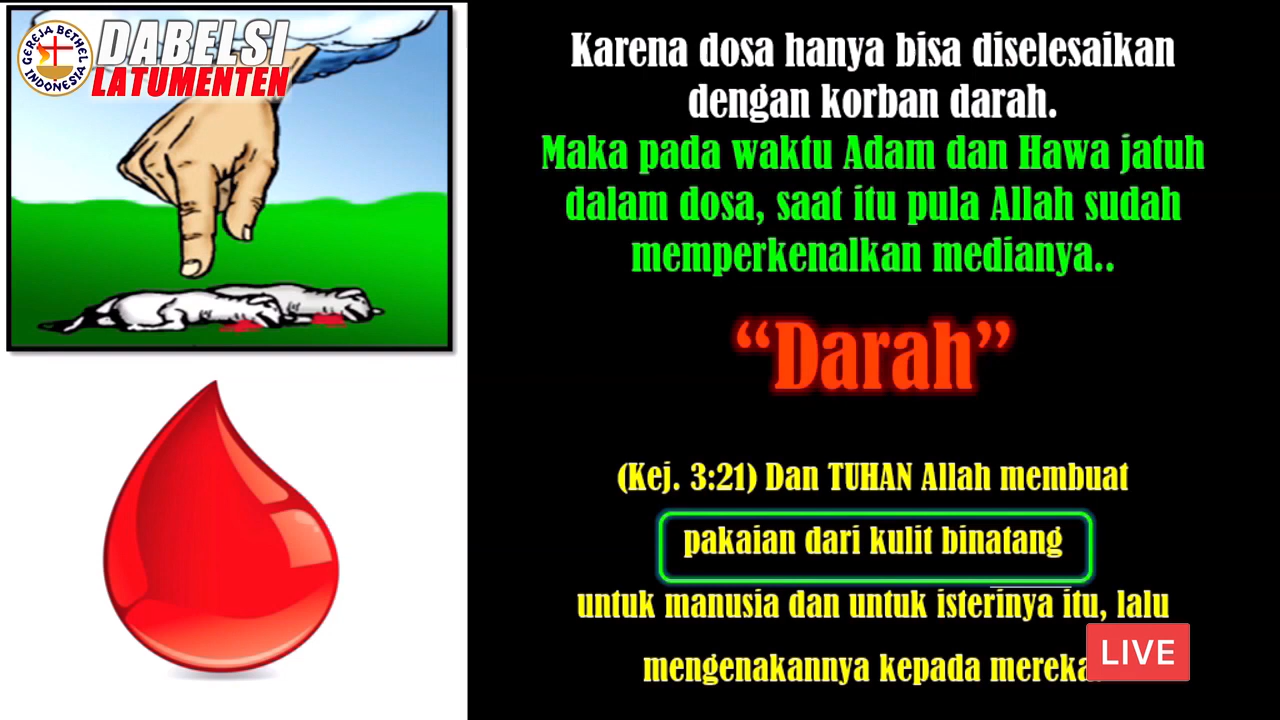 GEREJA BETHEL INDONESIA
DABELSI
LATUMENTEN
Karena dosa hanya bisa diselesaikan
dengan korban darah.
Maka pada waktu Adam dan Hawa jatuh
dalam dosa, saat itu pula Allah sudah
memperkenalkan medianya..
“Darah”
(Kej. 3:21) Dan TUHAN Allah membuat
pakaian dari kulit binatang
untuk manusia dan untuk isterinya itu, lalu
mengenakannya kepada mereka.
LIVE